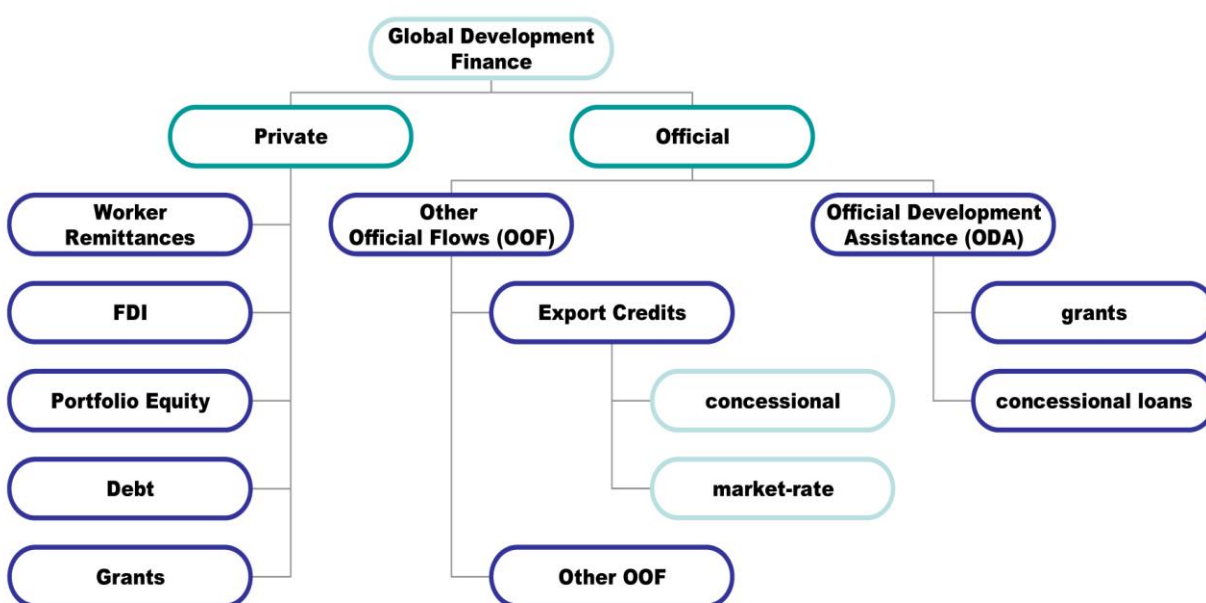 Global Development
Finance
Private
Official
Worker
Remittances
Other
Official Flows (OOF)
Official Development
Assistance (ODA)
FDI
Export Credits
grants
Portfolio Equity
concessional
concessional loans
Debt
market-rate
Grants
Other OOF